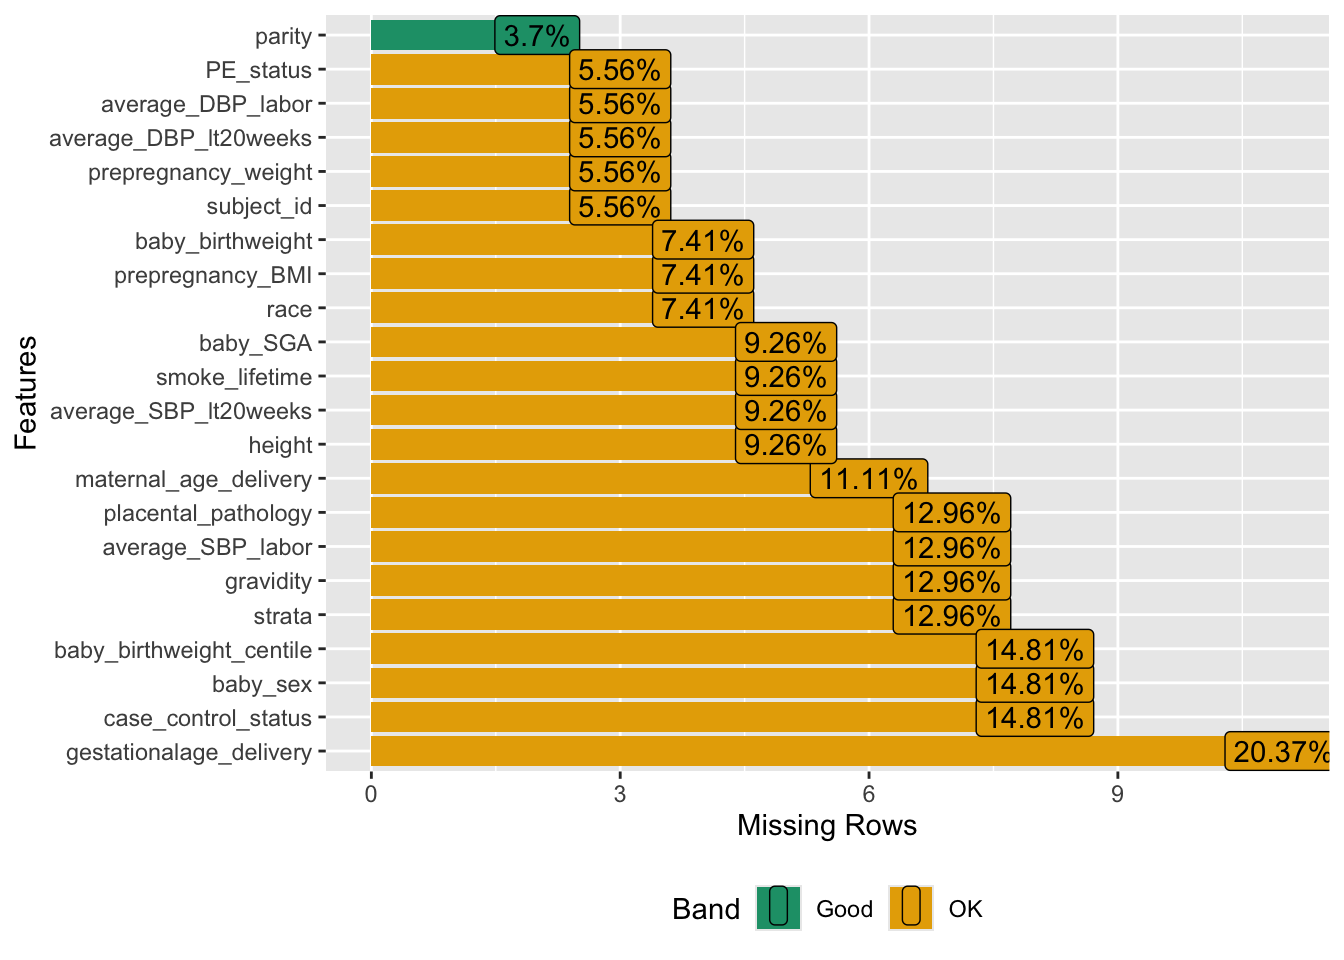 Features
parity 3.7%
PE_status 5.56%
average_DBP_labor 5.56%
average_DBP_lt20weeks 5.56%
prepregnancy_weight 5.56%
subject_id 5.56%
baby_birthweight 7.41%
prepregnancy_BMI 7.41%
race 7.41%
baby_SGA 9.26%
smoke_lifetime 9.26%
average_SBP_lt20weeks 9.26%
height 9.26%
maternal_age_delivery 11.11%
placental_pathology 12.96%
average_SBP_labor 12.96%
gravidity 12.96%
strata 12.96%
baby_birthweight_centile 14.81%
baby_sex 14.81%
case_control_status 14.81%
gestationalage_delivery 20.37%
0 3 6 9
Missing Rows
Band Good OK